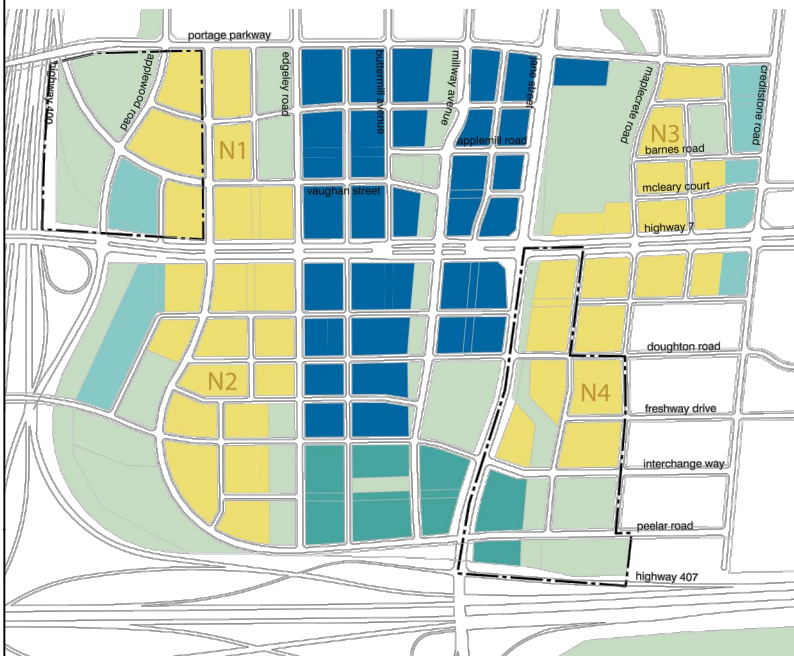 portage parkway
highway 400
applewood road
edgeley road
buttermill avenue
millway avenue
jane street
maplecrete road
creditstone road
N1
applemill road
N3
barnes road
vaughan street
mcleary court
highway 7
doughton road
N2
N4
freshway drive
interchange way
peelar road
highway 407